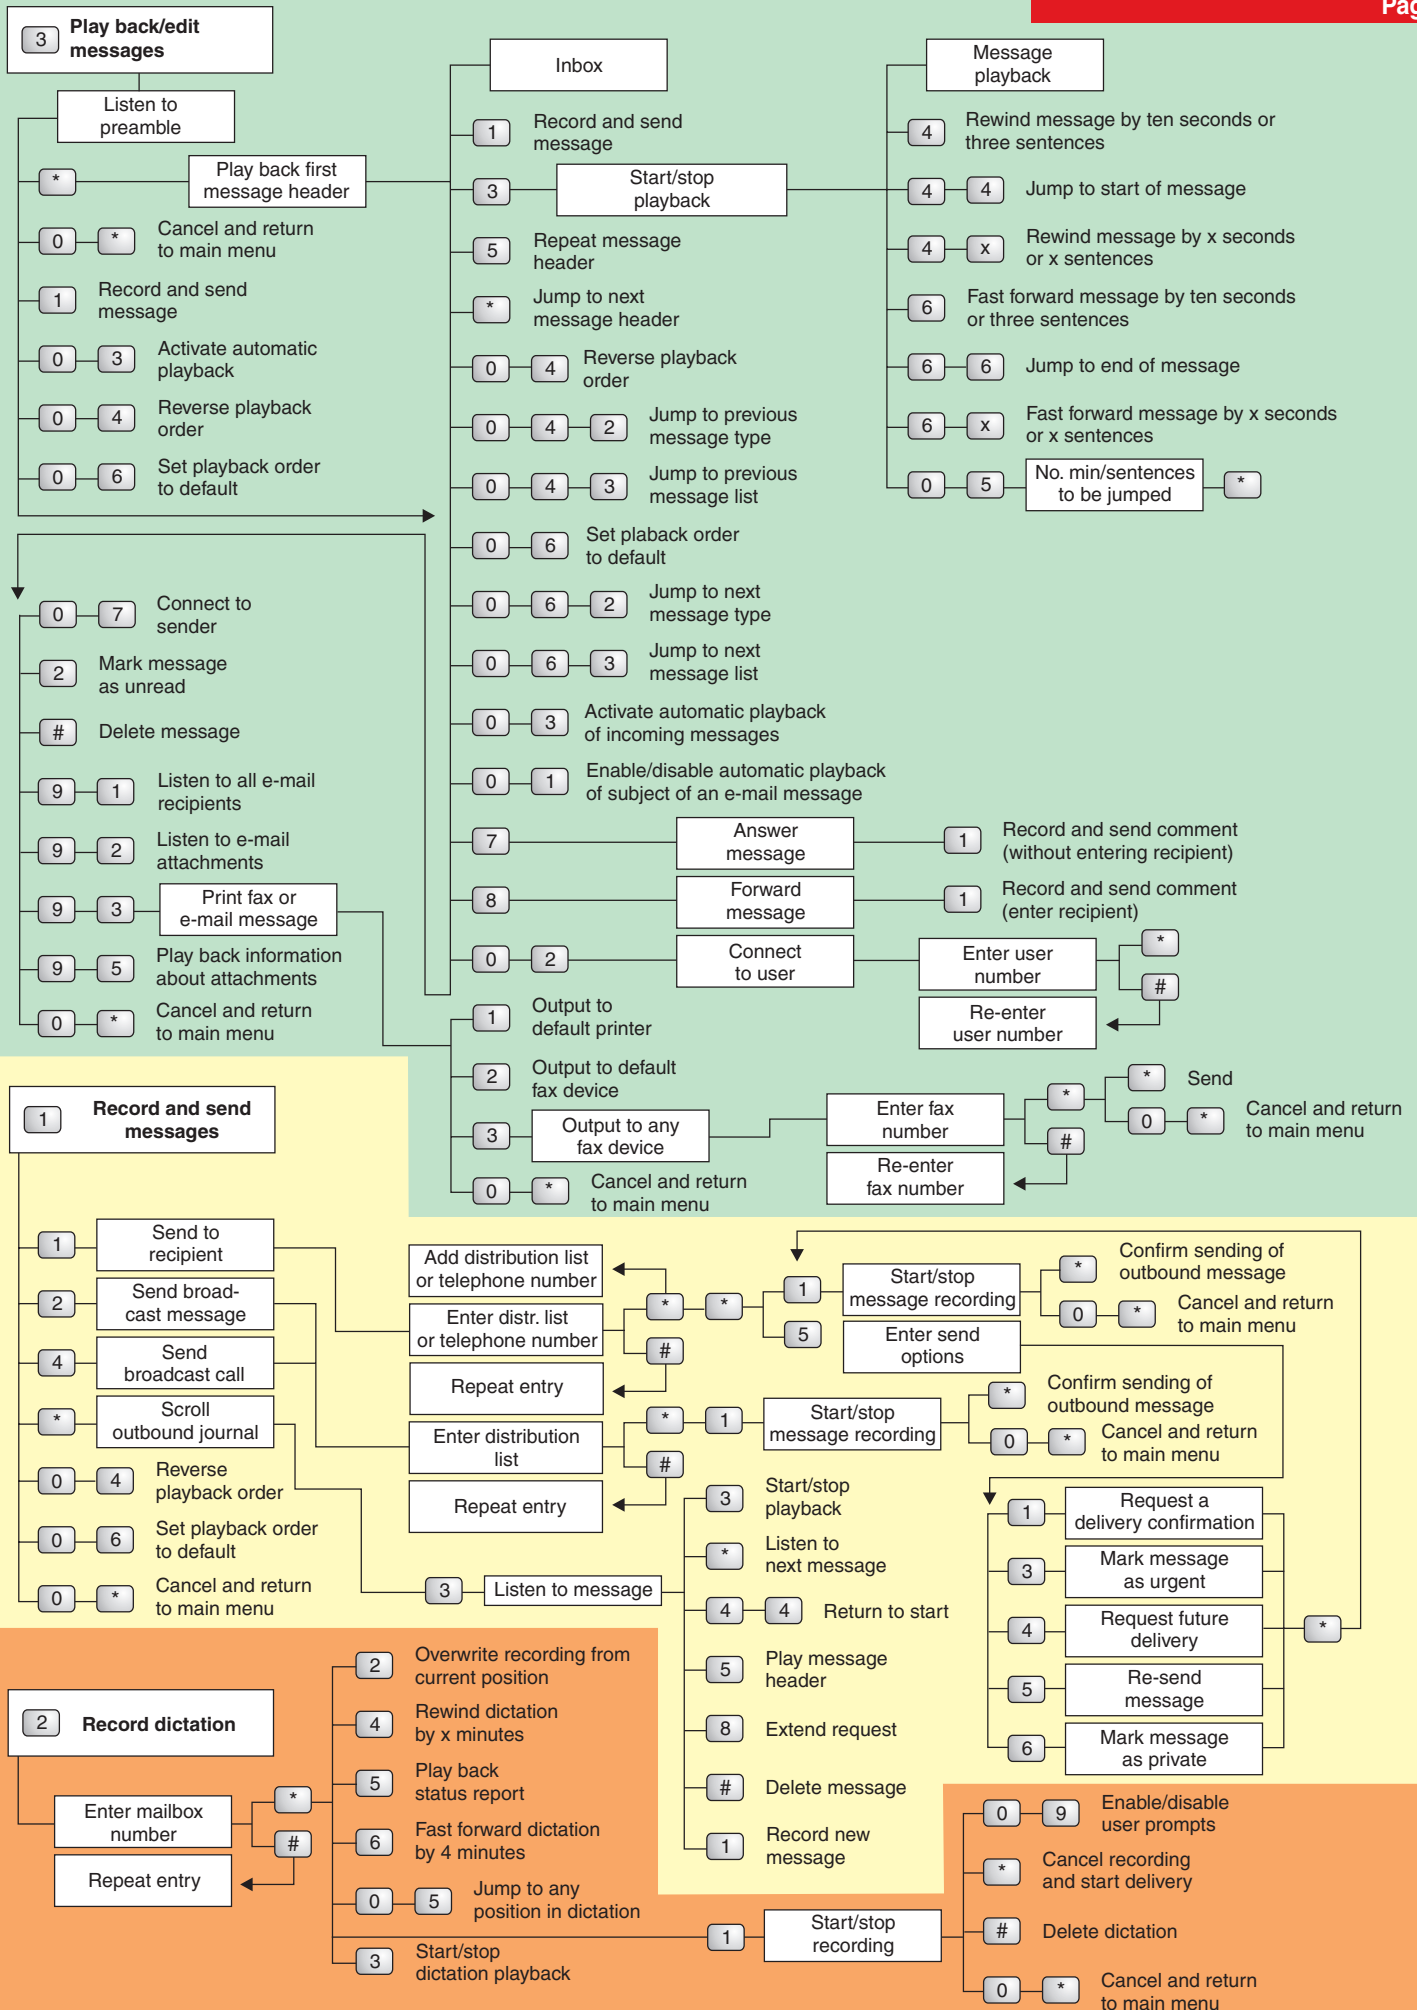 Pag
3
Play back/edit
messages
Listen to
preamble
*
Play back first
message header
0
*
Cancel and return
to main menu
1
Record and send
message
0
3
Activate automatic
playback
0
4
Reverse playback
order
0
6
Set playback order
to default
0
7
Connect to
sender
2
Mark message
as unread
#
Delete message
9
1
Listen to all e-mail
recipients
9
2
Listen to e-mail
attachments
9
3
Print fax or
e-mail message
9
5
Play back information
about attachments
0
*
Cancel and return
to main menu
Inbox
1
Record and send
message
3
Start/stop
playback
5
Repeat message
header
*
Jump to next
message header
0
4
Reverse playback
order
0
4
2
Jump to previous
message type
0
4
3
Jump to previous
message list
0
6
Set plaback order
to default
0
6
2
Jump to next
message type
0
6
3
Jump to next
message list
0
3
Activate automatic playback
of incoming messages
0
1
Enable/disable automatic playback
of subject of an e-mail message
7
Answer
message
1
Record and send comment
(without entering recipient)
8
Forward
message
1
Record and send comment
(enter recipient)
0
2
Connect
to user
Enter user
number
*
#
Re-enter
user number
Message
playback
4
Rewind message by ten seconds or
three sentences
4
4
Jump to start of message
4
x
Rewind message by x seconds
or x sentences
6
Fast forward message by ten seconds
or three sentences
6
6
Jump to end of message
6
x
Fast forward message by x seconds
or x sentences
0
5
No. min/sentences
to be jumped
*
1
Output to
default printer
2
Output to default
fax device
3
Output to any
fax device
Enter fax
number
*
#
*
Send
0
*
Cancel and return
to main menu
Re-enter
fax number
0
*
Cancel and return
to main menu
1
Record and send
messages
1
Send to
recipient
2
Send broad-
cast message
4
Send
broadcast call
*
Scroll
outbound journal
0
4
Reverse
playback order
0
6
Set playback order
to default
0
*
Cancel and return
to main menu
Add distribution list
or telephone number
Enter distr. list
or telephone number
*
#
*
Repeat entry
1
Start/stop
message recording
*
Confirm sending of
outbound message
0
*
Cancel and return
to main menu
5
Enter send
options
Enter distribution
list
*
#
1
Start/stop
message recording
*
Confirm sending of
outbound message
0
*
Cancel and return
to main menu
Repeat entry
3
Listen to message
3
Start/stop
playback
*
Listen to
next message
4
4
Return to start
5
Play message
header
8
Extend request
#
Delete message
1
Record new
message
1
Request a
delivery confirmation
3
Mark message
as urgent
4
Request future
delivery
5
Re-send
message
6
Mark message
as private
*
2
Record dictation
Enter mailbox
number
*
#
Repeat entry
2
Overwrite recording from
current position
4
Rewind dictation
by x minutes
5
Play back
status report
6
Fast forward dictation
by 4 minutes
0
5
Jump to any
position in dictation
3
Start/stop
dictation playback
1
Start/stop
recording
0
9
Enable/disable
user prompts
*
Cancel recording
and start delivery
#
Delete dictation
0
*
Cancel and return
to main menu